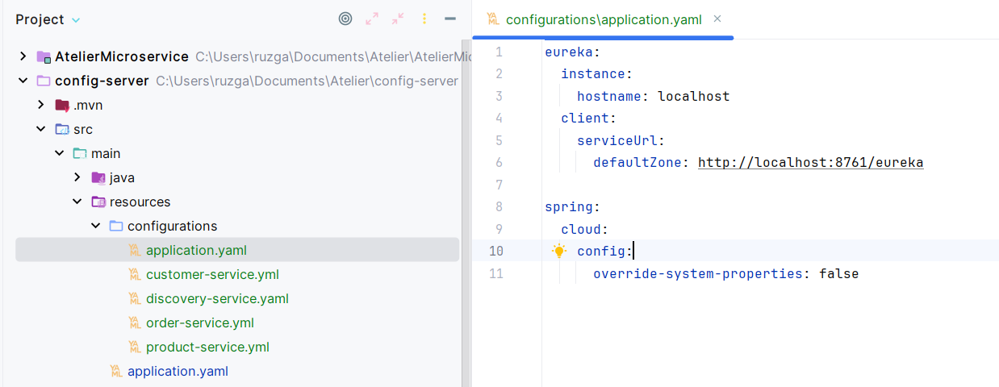 Project
AtelierMicroservice C:\Users\ruzga\Documents\Atelier\AtelierMic
config-server C:\Users\ruzga\Documents\Atelier\config-server
.mvn
src
main
java
resources
configurations
application.yaml
customer-service.yml
discovery-service.yaml
order-service.yml
product-service.yml
application.yaml
configurations\application.yaml
1 eureka:
2 instance:
3 hostname: localhost
4 client:
5 serviceUrl:
6 defaultZone: http://localhost:8761/eureka
7
8 spring:
9 cloud:
10 config:
11 override-system-properties: false